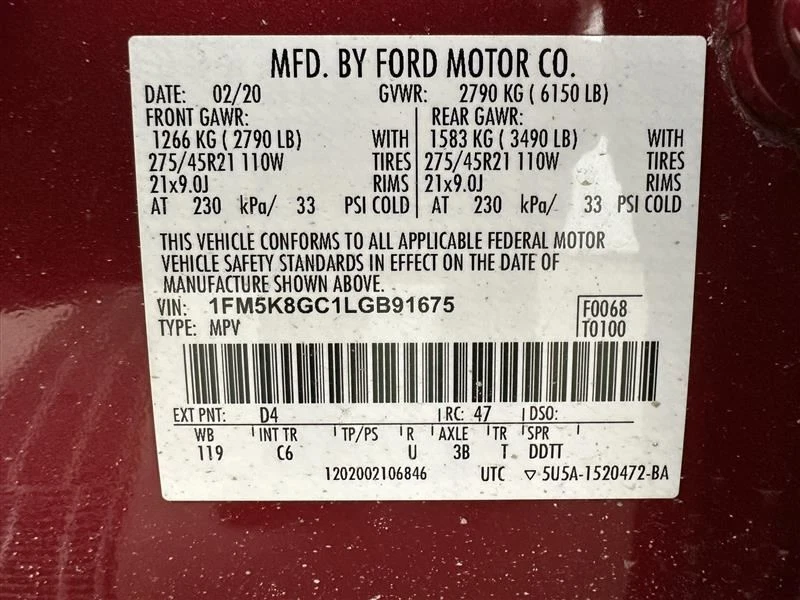 MFD. BY FORD MOTOR CO.
DATE: 02/20 GVWR: 2790 KG ( 6150 LB)
FRONT GAWR: REAR GAWR:
1266 KG ( 2790 LB) WITH 1583 KG ( 3490 LB) WITH
275/45R21 110W TIRES 275/45R21 110W TIRES
21x9.0J RIMS 21x9.0J RIMS
AT 230 kPa/ 33 PSI COLD AT 230 kPa/ 33 PSI COLD
THIS VEHICLE CONFORMS TO ALL APPLICABLE FEDERAL MOTOR
VEHICLE SAFETY STANDARDS IN EFFECT ON THE DATE OF
MANUFACTURE SHOWN ABOVE.
VIN: 1FM5K8GC1LGB91675 F0068
TYPE: MPV T0100
EXT PNT: D4 RC: 47 DSO:
WB INT TR TP/PS R AXLE TR SPR
119 C6 U 3B T DDTT
1202002106846 UTC ▽ 5U5A-1520472-BA